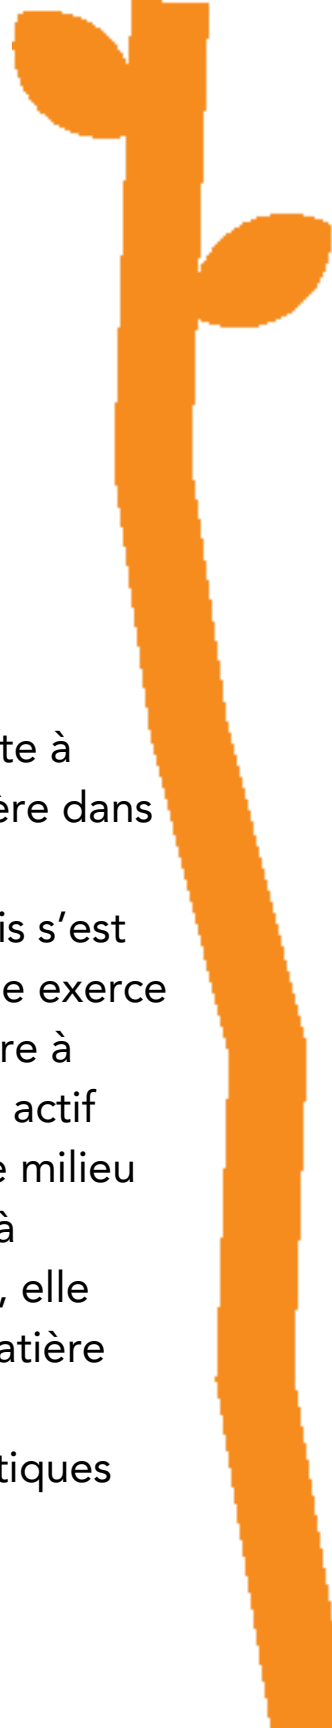 te à
ère dans
is s’est
e exerce
re à
actif
e milieu
à
, elle
atière
tiques